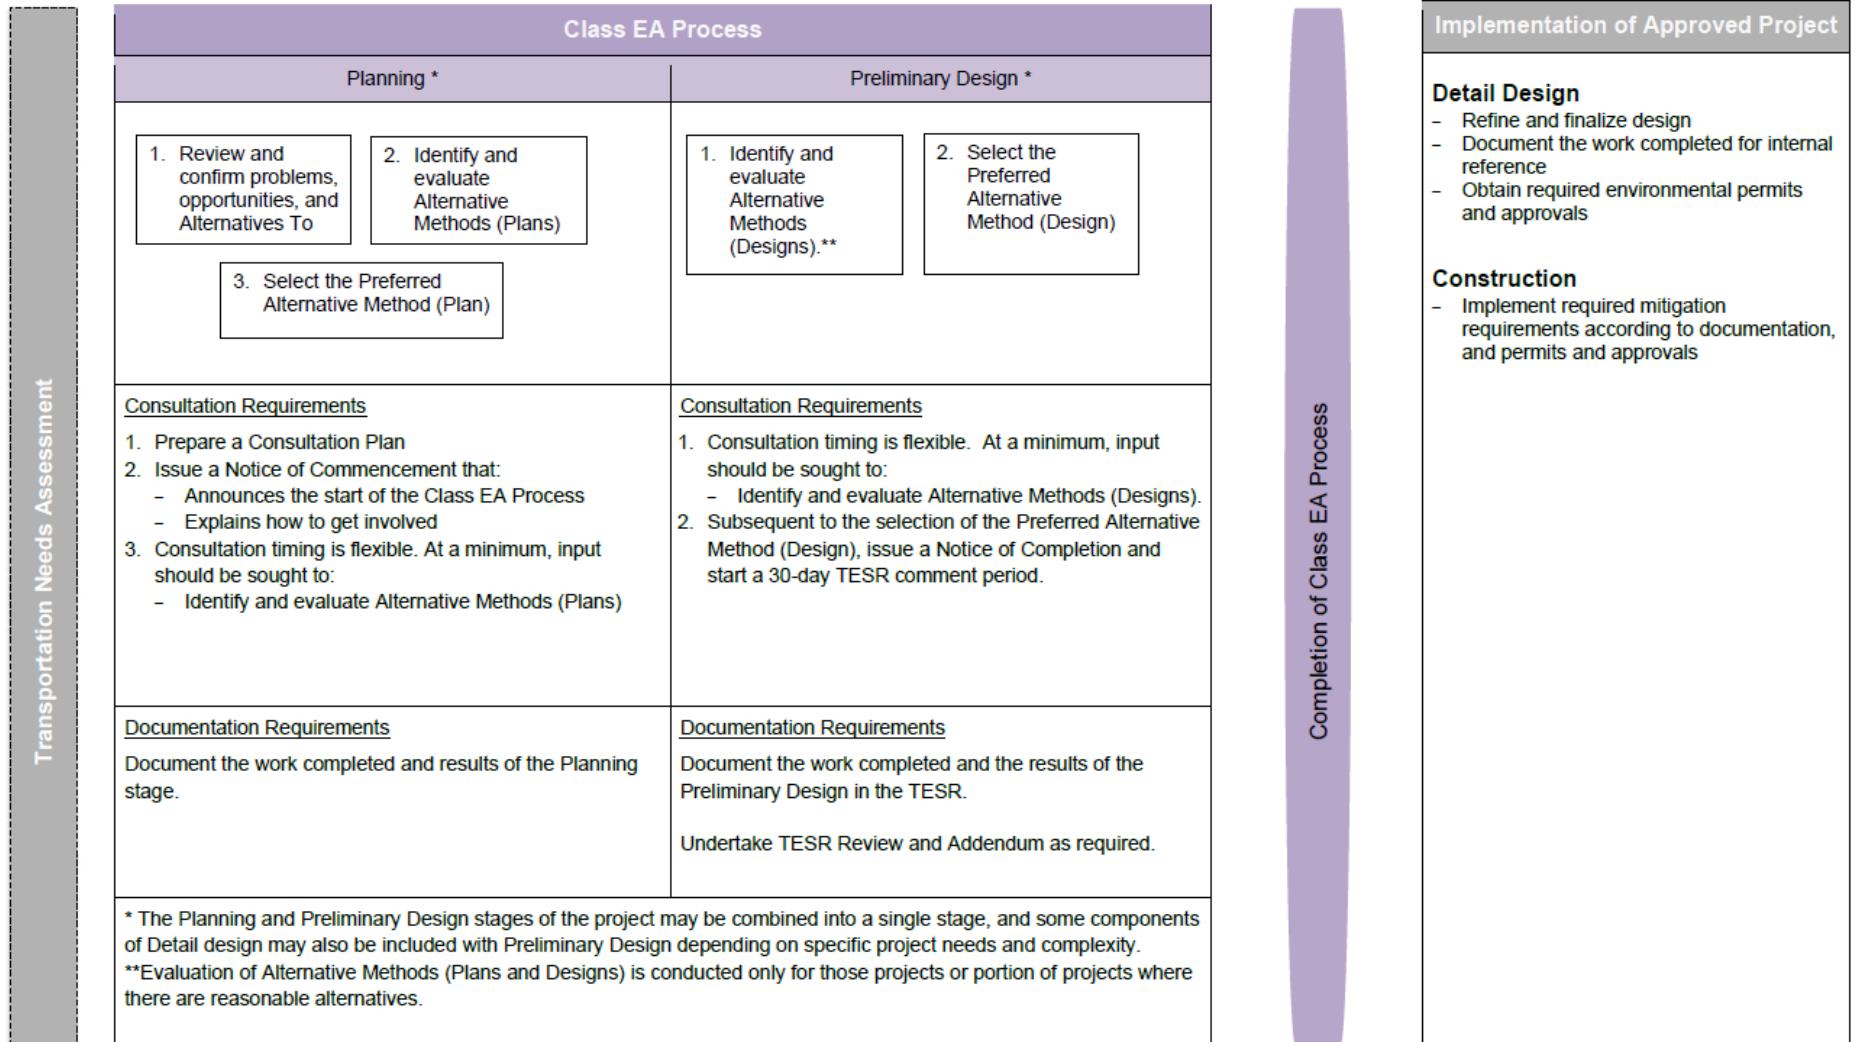 Transportation Needs Assessment
Class EA Process
Planning *
1. Review and
confirm problems,
opportunities, and
Alternatives To
2. Identify and
evaluate
Alternative
Methods (Plans)
3. Select the Preferred
Alternative Method (Plan)
Preliminary Design *
1. Identify and
evaluate
Alternative
Methods
(Designs).**
2. Select the
Preferred
Alternative
Method (Design)
Consultation Requirements
1. Prepare a Consultation Plan
2. Issue a Notice of Commencement that:
– Announces the start of the Class EA Process
– Explains how to get involved
3. Consultation timing is flexible. At a minimum, input
should be sought to:
– Identify and evaluate Alternative Methods (Plans)
Consultation Requirements
1. Consultation timing is flexible. At a minimum, input
should be sought to:
– Identify and evaluate Alternative Methods (Designs).
2. Subsequent to the selection of the Preferred Alternative
Method (Design), issue a Notice of Completion and
start a 30-day TESR comment period.
Documentation Requirements
Document the work completed and results of the Planning
stage.
Documentation Requirements
Document the work completed and the results of the
Preliminary Design in the TESR.
Undertake TESR Review and Addendum as required.
* The Planning and Preliminary Design stages of the project may be combined into a single stage, and some components
of Detail design may also be included with Preliminary Design depending on specific project needs and complexity.
**Evaluation of Alternative Methods (Plans and Designs) is conducted only for those projects or portion of projects where
there are reasonable alternatives.
Completion of Class EA Process
Implementation of Approved Project
Detail Design
– Refine and finalize design
– Document the work completed for internal
reference
– Obtain required environmental permits
and approvals
Construction
– Implement required mitigation
requirements according to documentation,
and permits and approvals